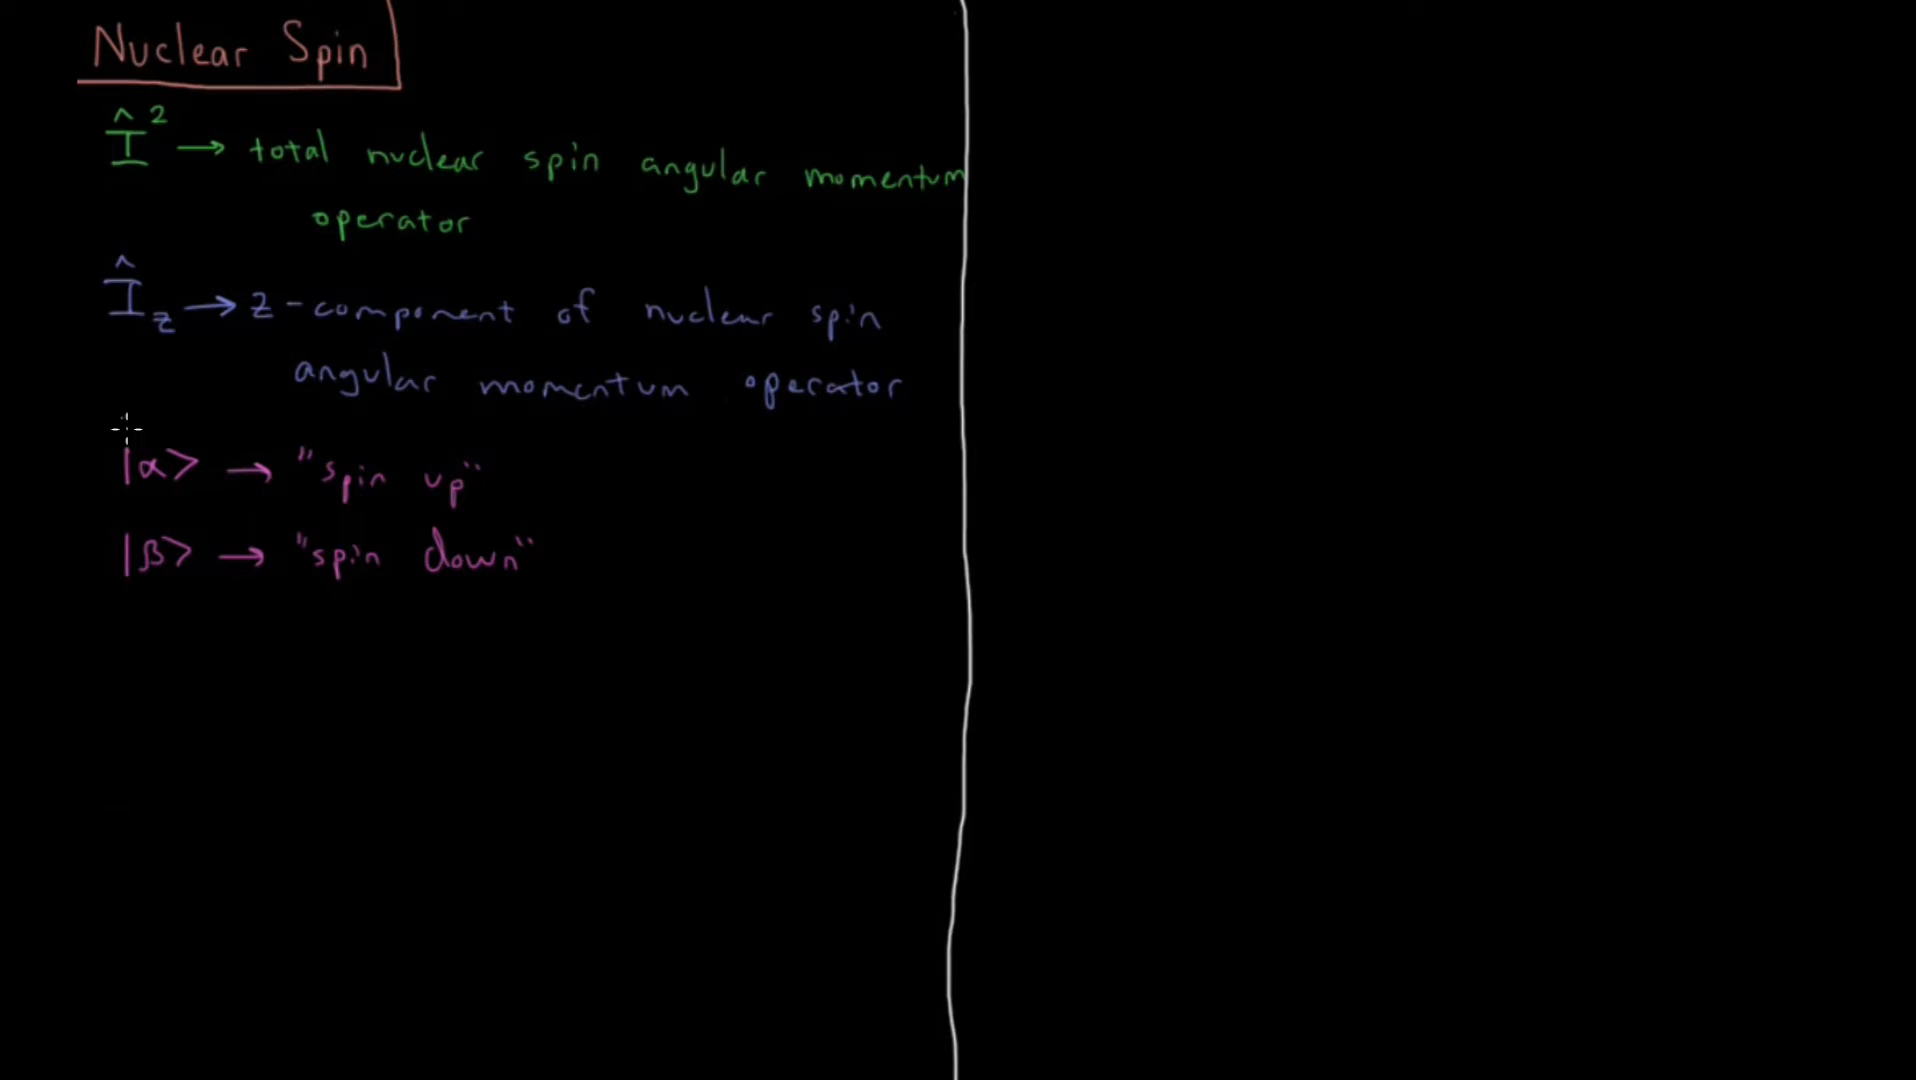 Nuclear Spin
Î² → total nuclear spin angular momentum
operator
Î_z → z-component of nuclear spin
angular momentum operator
|α> → "spin up"
|β> → "spin down"